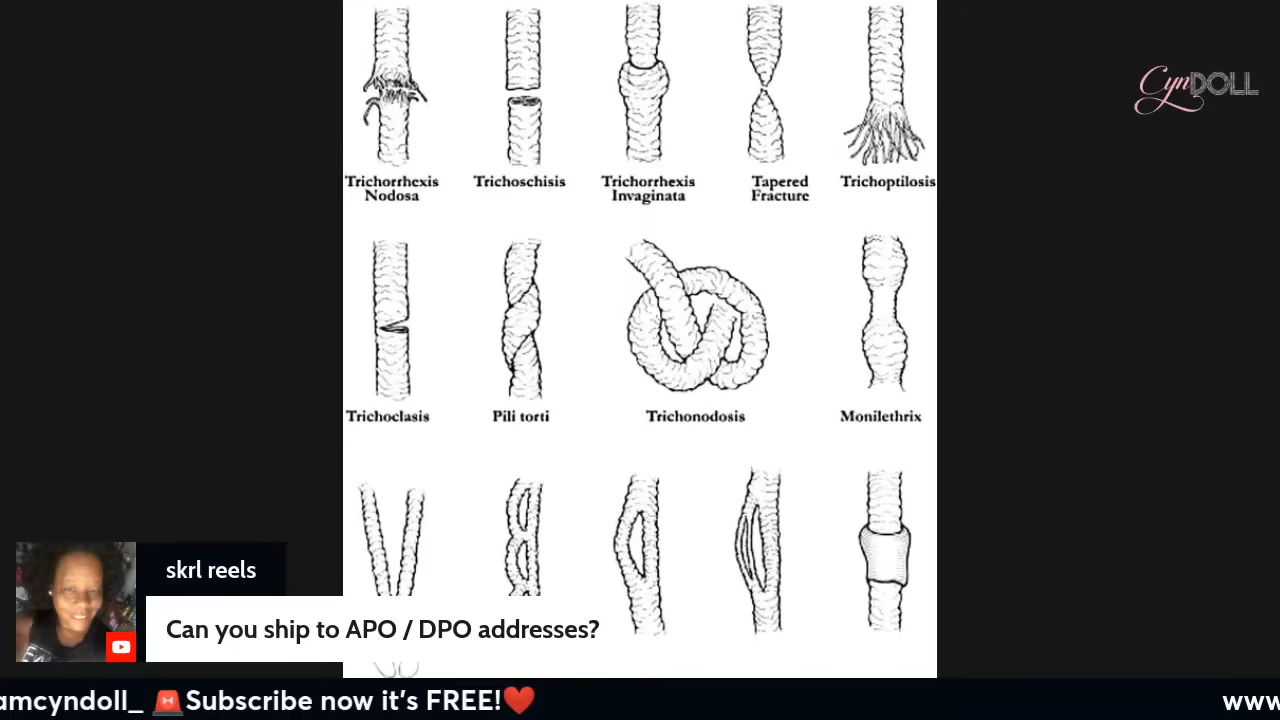 CynDOLL
Trichorrhexis Nodosa
Trichoschisis
Trichorrhexis Invaginata
Tapered Fracture
Trichoptilosis
Trichoclasis
Pili torti
Trichonodosis
Monilethrix
skrl reels
Can you ship to APO / DPO addresses?
amcyndoll_ 🚨Subscribe now it's FREE!❤️ www